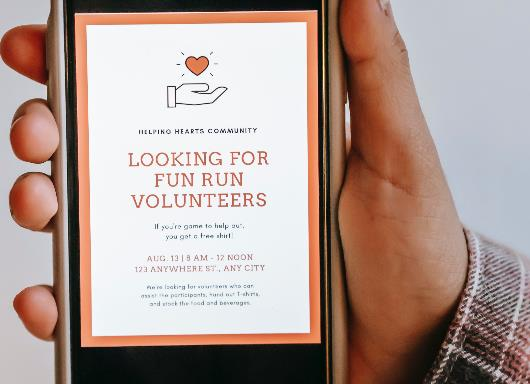 HELPING HEARTS COMMUNITY
LOOKING FOR
FUN RUN
VOLUNTEERS
If you're game to help out,
you get a free shirt!
AUG. 13 | 8 AM - 12 NOON
123 ANYWHERE ST., ANY CITY
We're looking for volunteers who can
assist the participants, hand out T-shirts,
and stock the food and beverages.